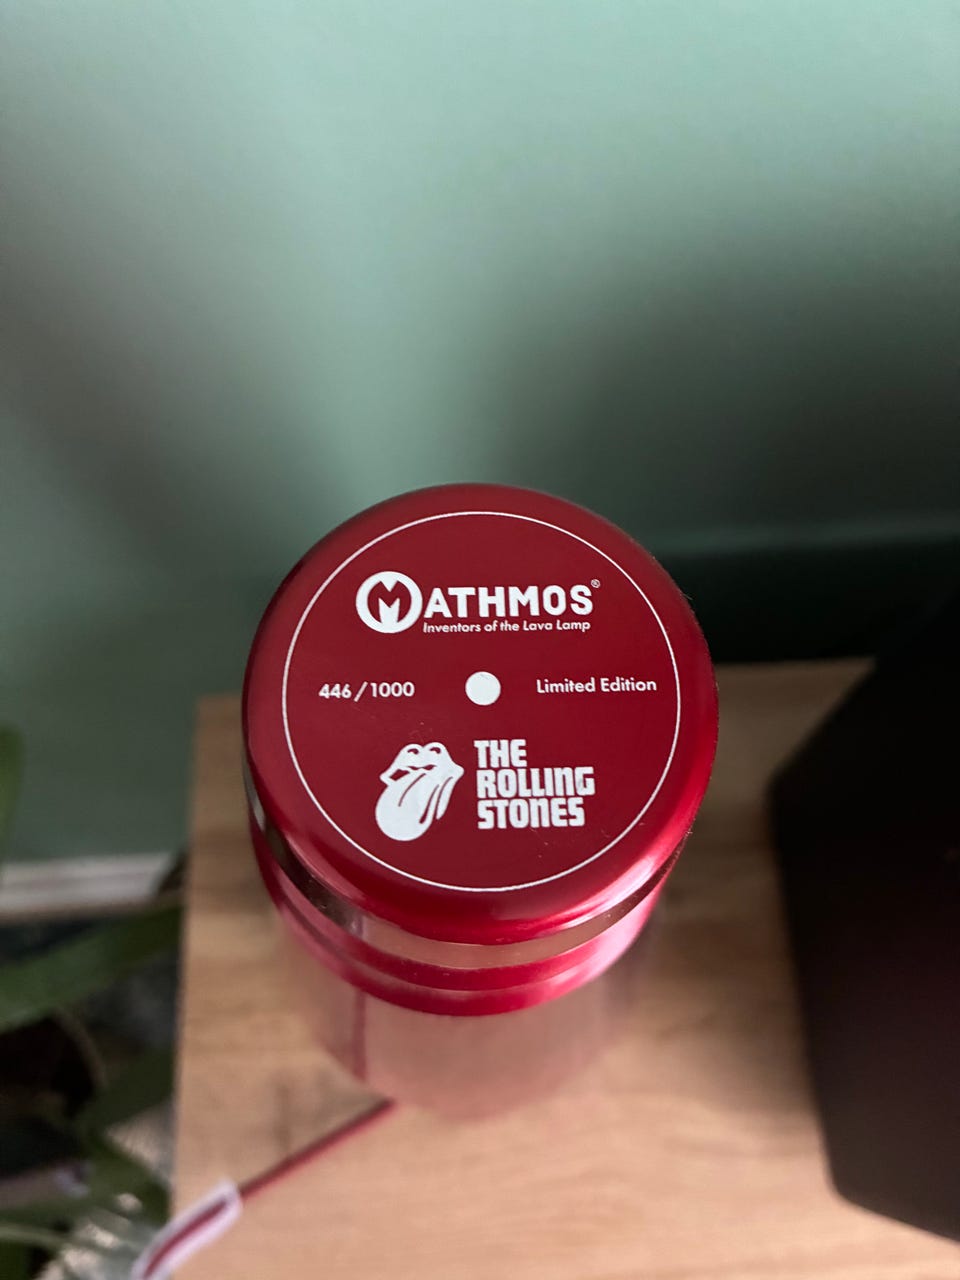 MATHMOS®
Inventors of the Lava Lamp
446/1000
Limited Edition
THE
ROLLING
STONES